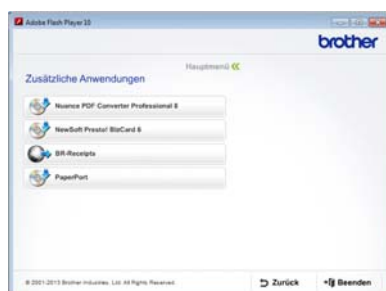 Adobe Flash Player 10
brother
Hauptmenü
Zusätzliche Anwendungen
Nuance PDF Converter Professional 8
NewSoft Presto! BizCard 6
BR-Receipts
PaperPort
© 2001-2013 Brother Industries, Ltd. All Rights Reserved.
Zurück
Beenden